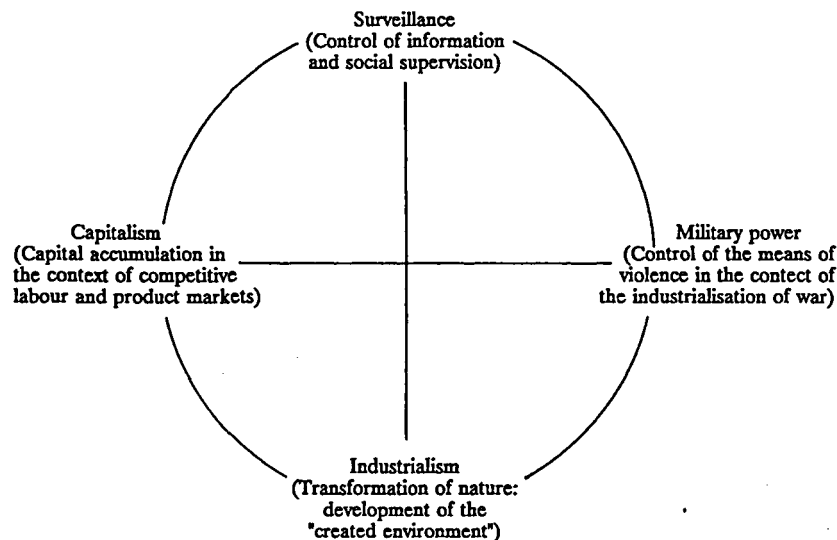 Surveillance
(Control of information
and social supervision)
Capitalism
(Capital accumulation in
the context of competitive
labour and product markets)
Military power
(Control of the means of
violence in the contect of
the industrialisation of war)
Industrialism
(Transformation of nature:
development of the
"created environment")